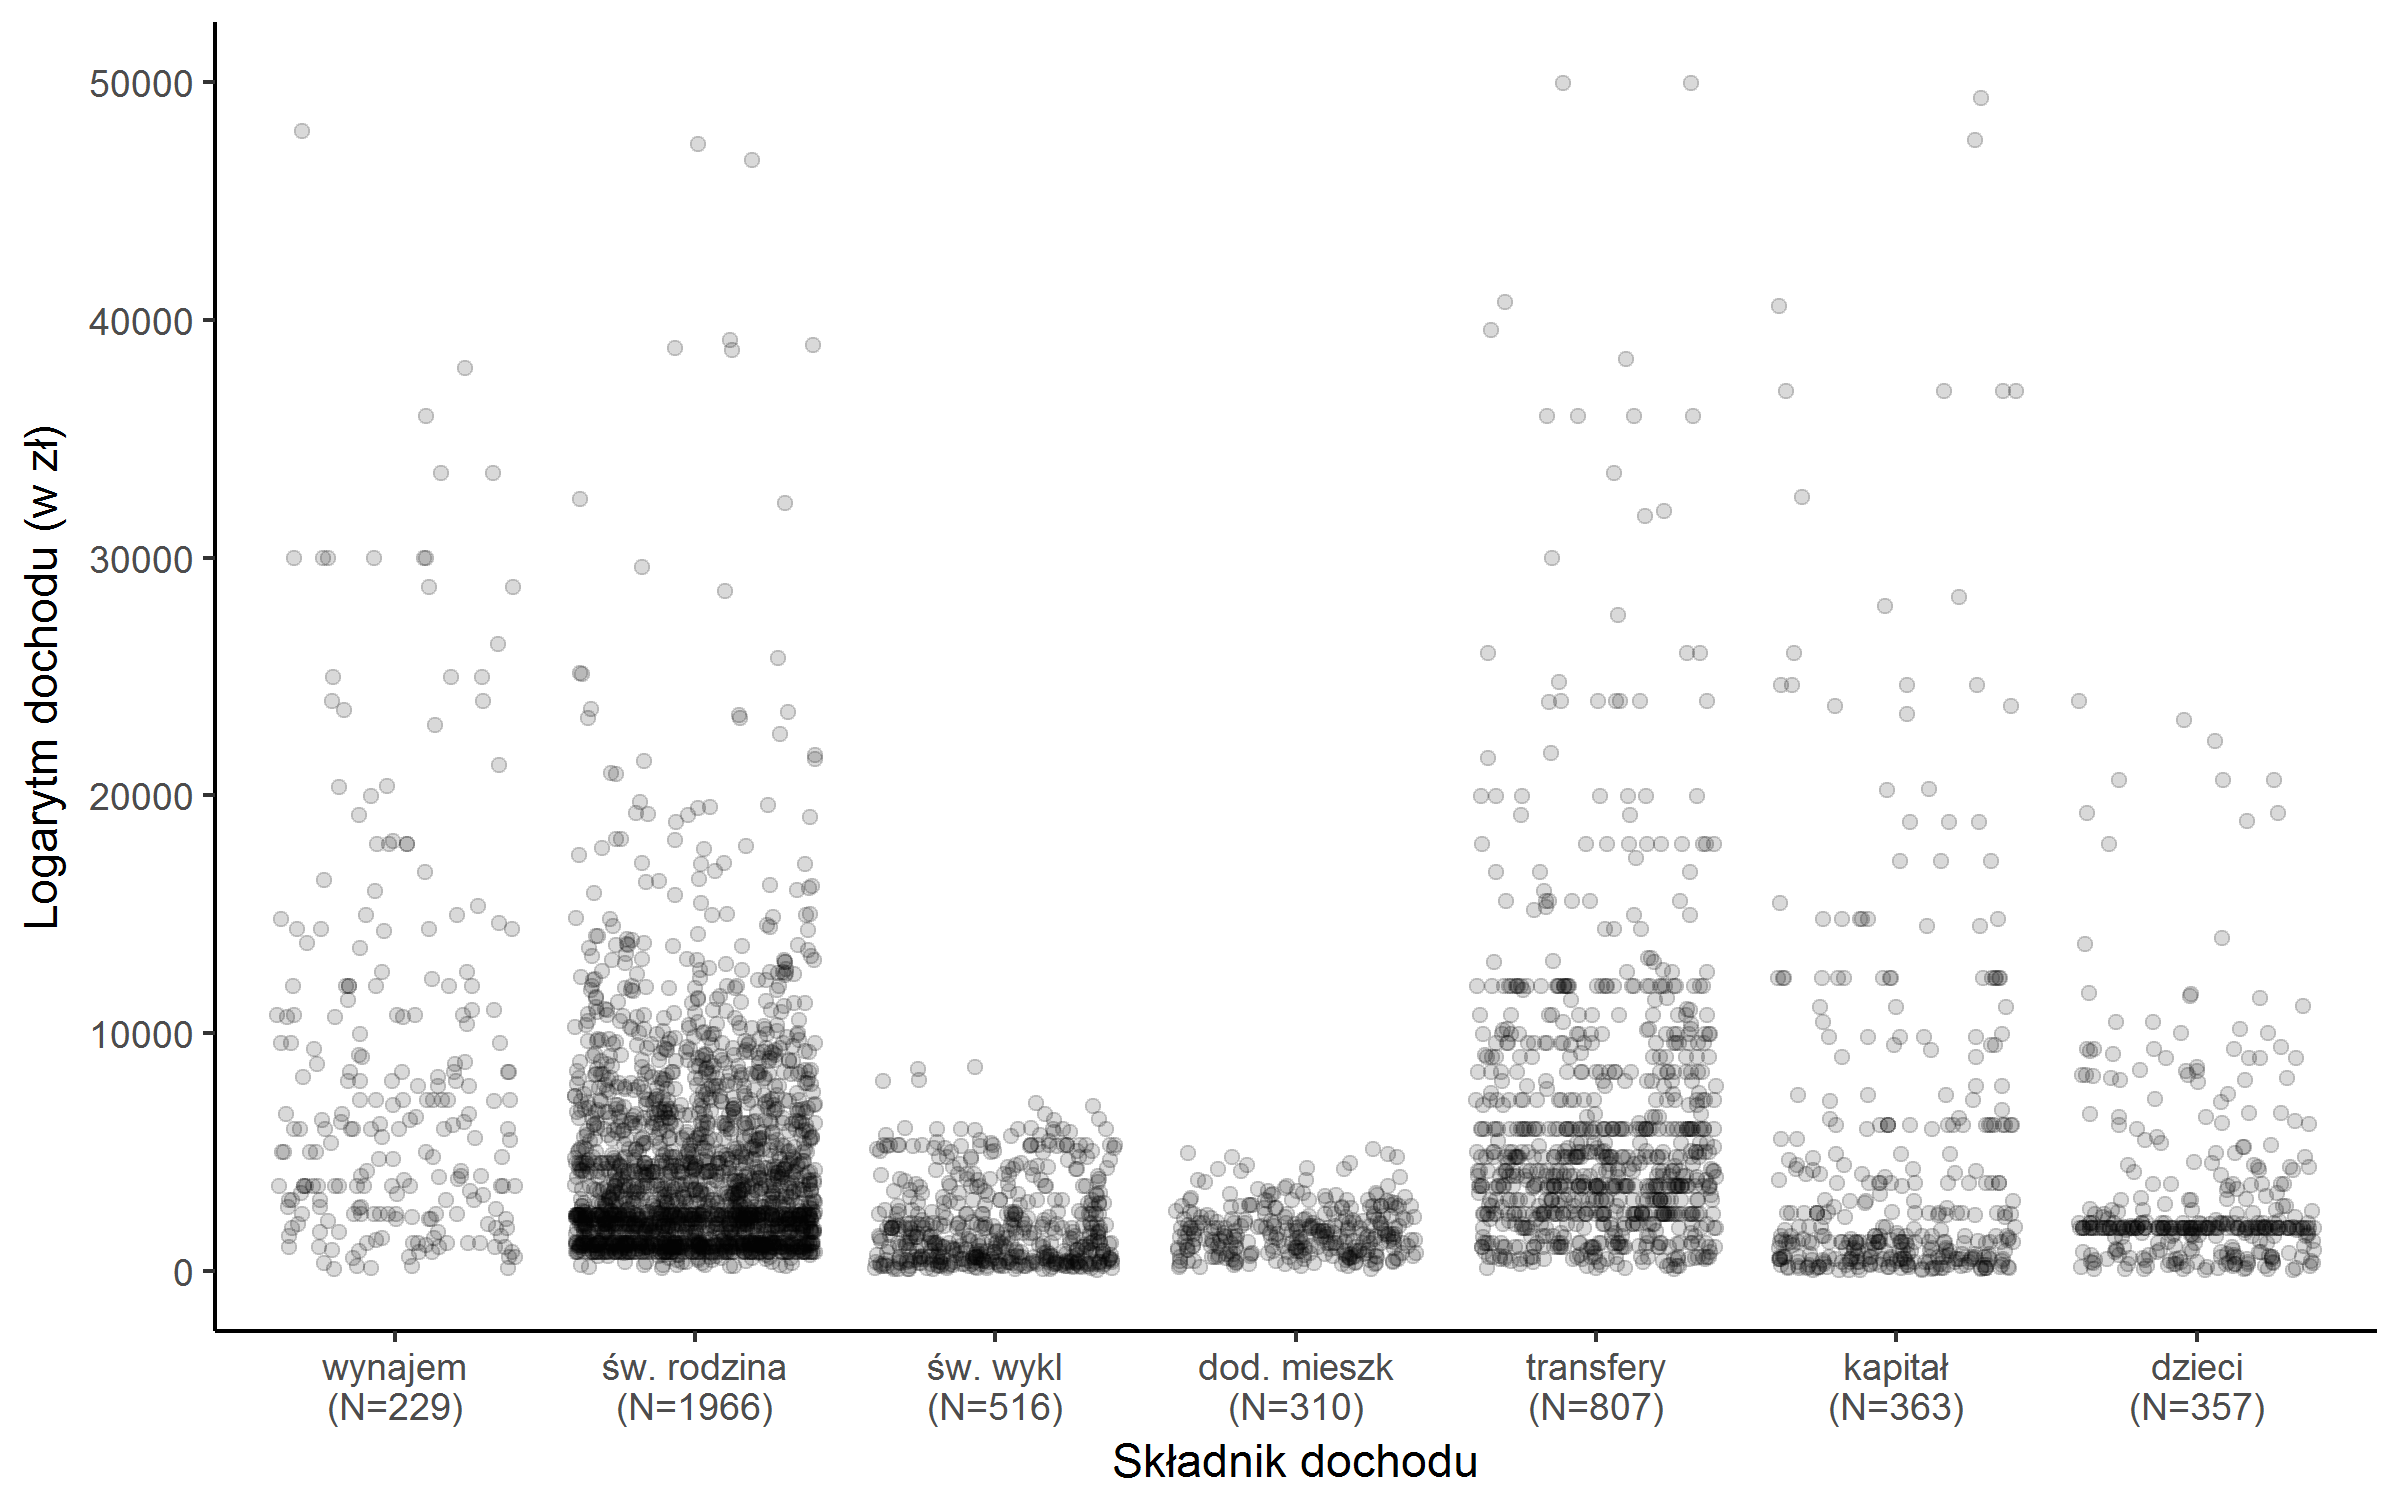 Logarytm dochodu (w zł)
50000
40000
30000
20000
10000
0
wynajem
(N=229)
św. rodzina
(N=1966)
św. wykl
(N=516)
dod. mieszk
(N=310)
transfery
(N=807)
kapitał
(N=363)
dzieci
(N=357)
Składnik dochodu